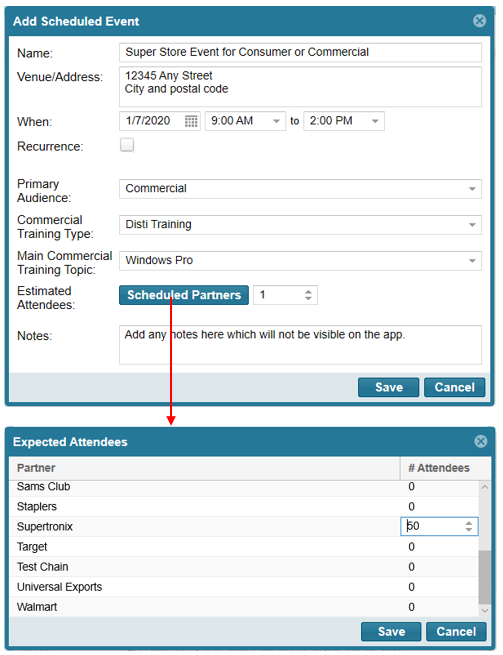 Add Scheduled Event
Name: Super Store Event for Consumer or Commercial
Venue/Address: 12345 Any Street
City and postal code
When: 1/7/2020 9:00 AM to 2:00 PM
Recurrence:
Primary
Audience: Commercial
Commercial
Training Type: Disti Training
Main Commercial
Training Topic: Windows Pro
Estimated
Attendees: Scheduled Partners 1
Notes: Add any notes here which will not be visible on the app.
Save Cancel
Expected Attendees
Partner # Attendees
Sams Club 0
Staplers 0
Supertronix 50
Target 0
Test Chain 0
Universal Exports 0
Walmart 0
Save Cancel